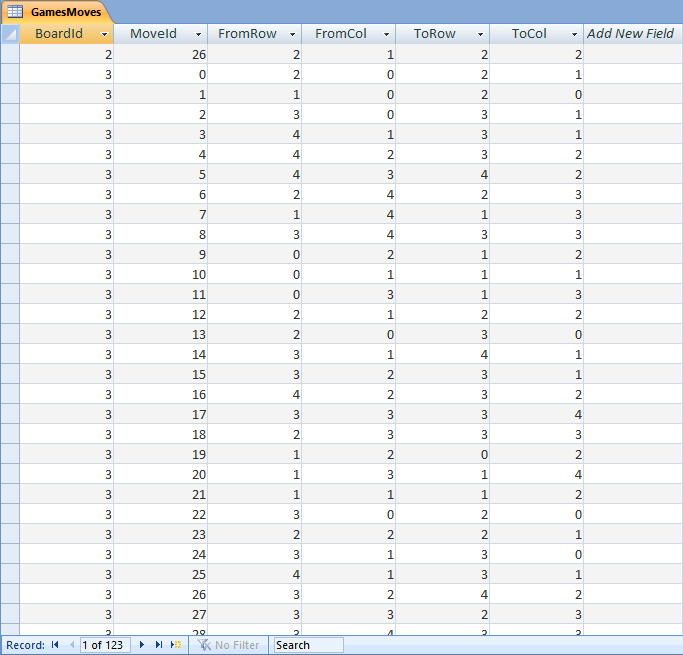 GamesMoves
BoardId MoveId FromRow FromCol ToRow ToCol Add New Field
2 26 2 1 2 2
3 0 2 0 2 1
3 1 1 0 2 0
3 2 3 0 3 1
3 3 4 1 3 1
3 4 4 2 3 2
3 5 4 3 4 2
3 6 2 4 2 3
3 7 1 4 1 3
3 8 3 4 3 3
3 9 0 2 1 2
3 10 0 1 1 1
3 11 0 3 1 3
3 12 2 1 2 2
3 13 2 0 3 0
3 14 3 1 4 1
3 15 3 2 3 1
3 16 4 2 3 2
3 17 3 3 3 4
3 18 2 3 3 3
3 19 1 2 0 2
3 20 1 3 1 4
3 21 1 1 1 2
3 22 3 0 2 0
3 23 2 2 2 1
3 24 3 1 3 0
3 25 4 1 3 1
3 26 3 2 4 2
3 27 3 3 2 3
3 28 3 4 3 3
Record: 1 of 123 No Filter Search